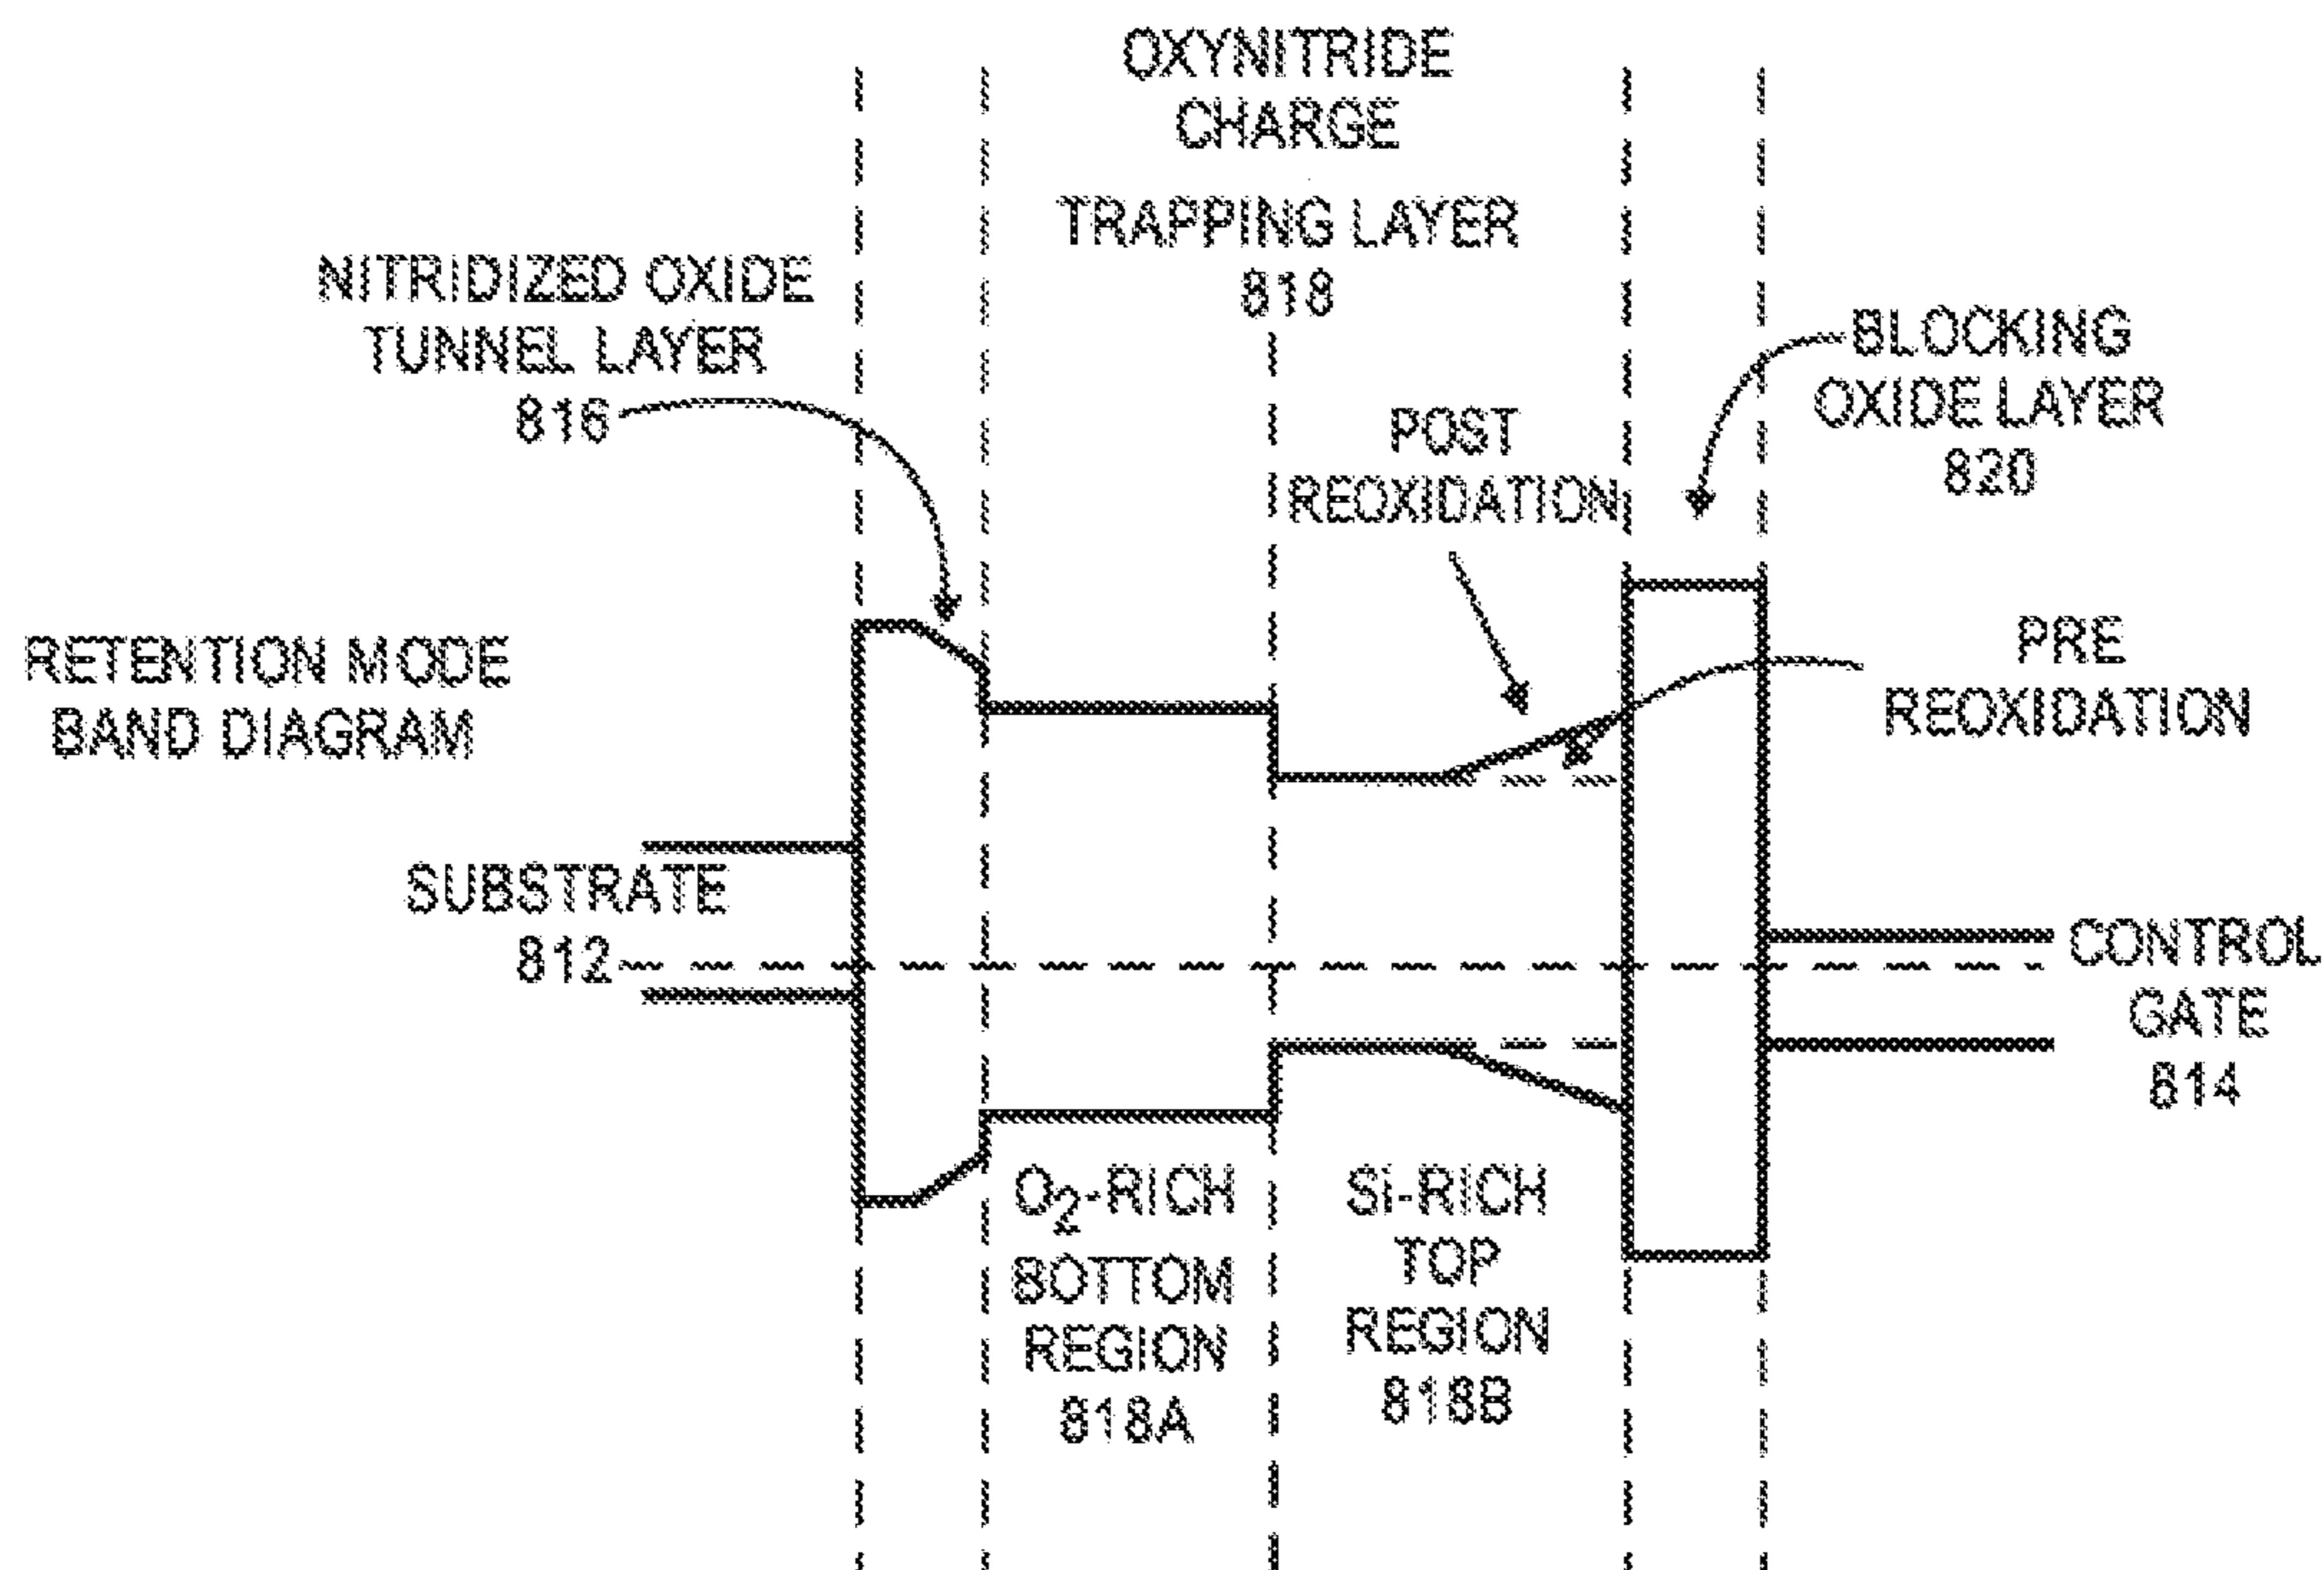 OXYNITRIDE
CHARGE
TRAPPING LAYER
818
NITRIDIZED OXIDE
TUNNEL LAYER
816
BLOCKING
OXIDE LAYER
820
POST
REOXIDATION
PRE
REOXIDATION
RETENTION MODE
BAND DIAGRAM
SUBSTRATE
812
CONTROL
GATE
814
O2-RICH
BOTTOM
REGION
818A
Si-RICH
TOP
REGION
818B